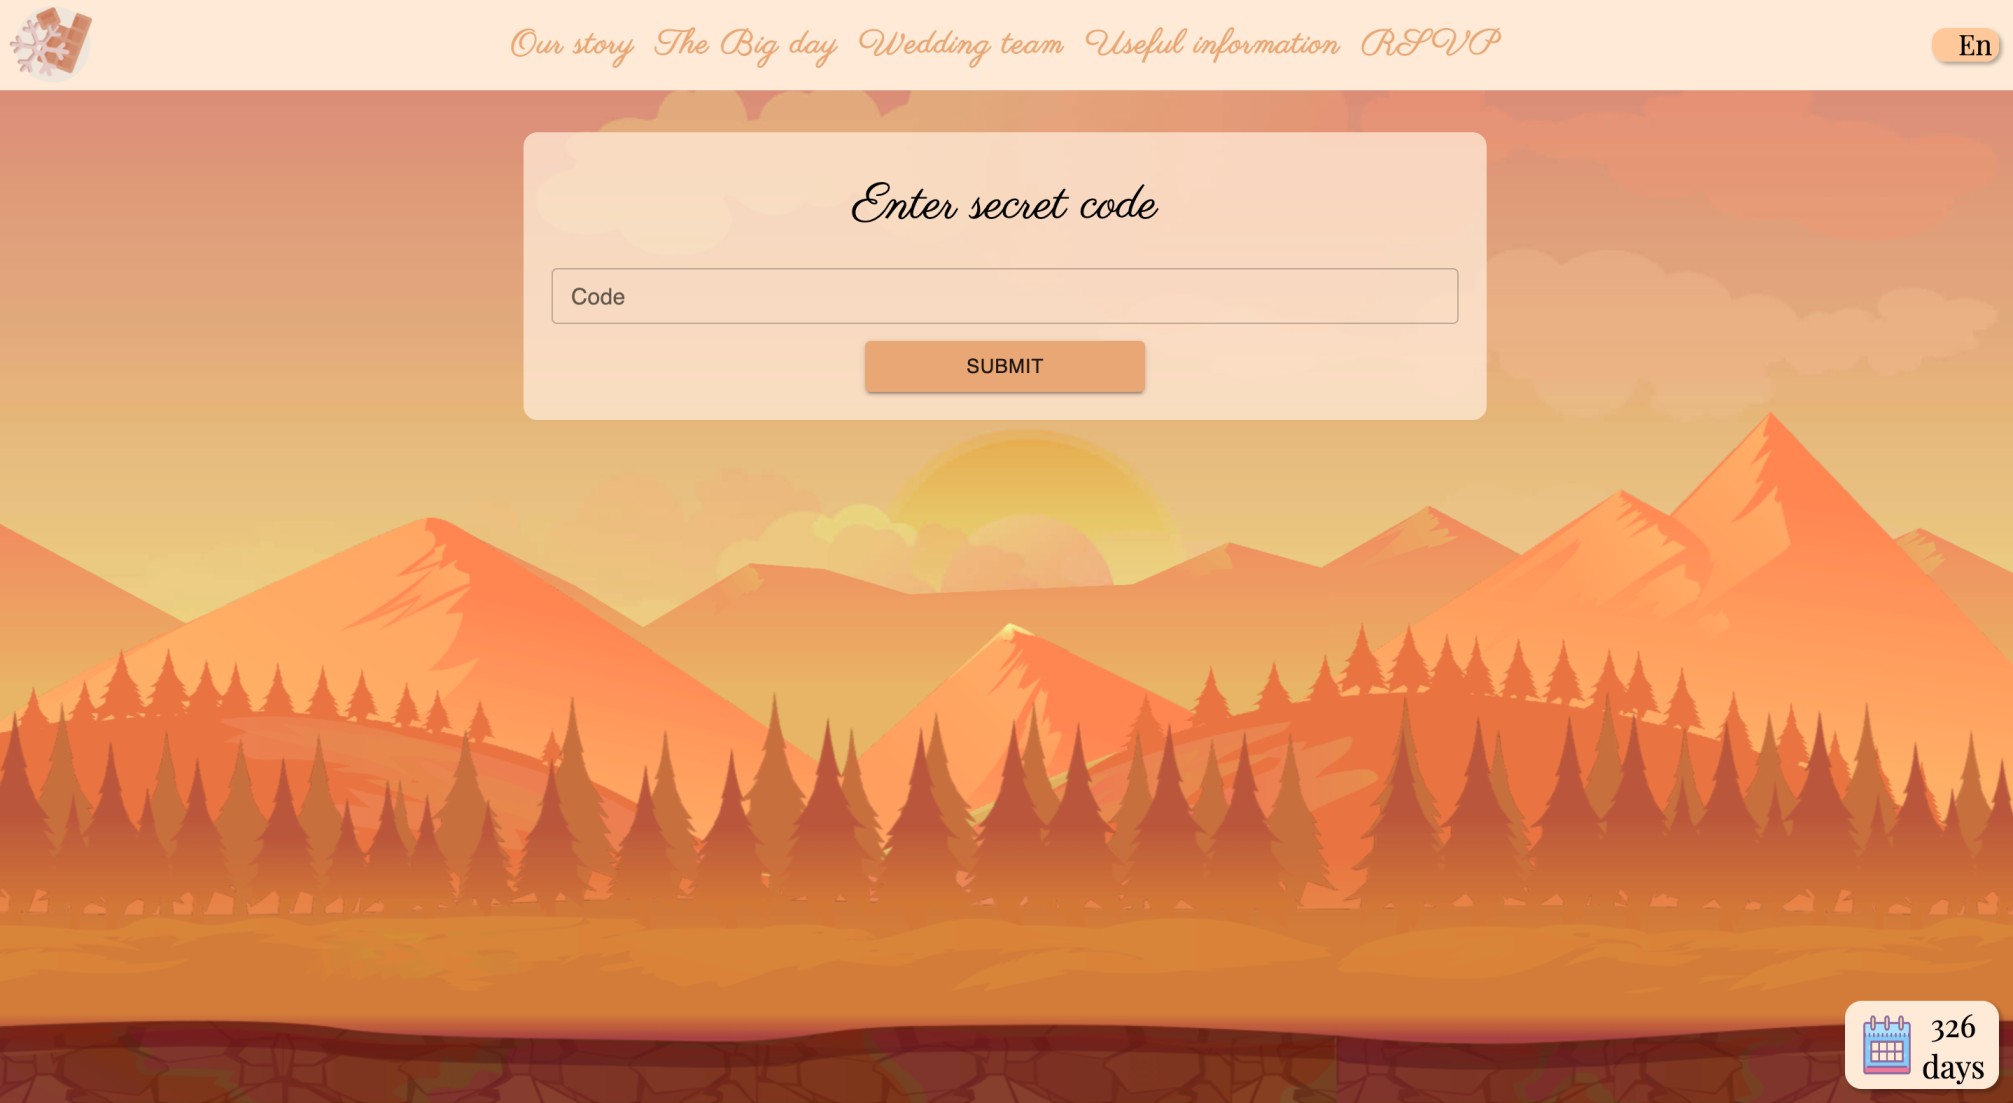 Our story The Big day Wedding team Useful information RSVP
En
Enter secret code
Code
SUBMIT
326
days